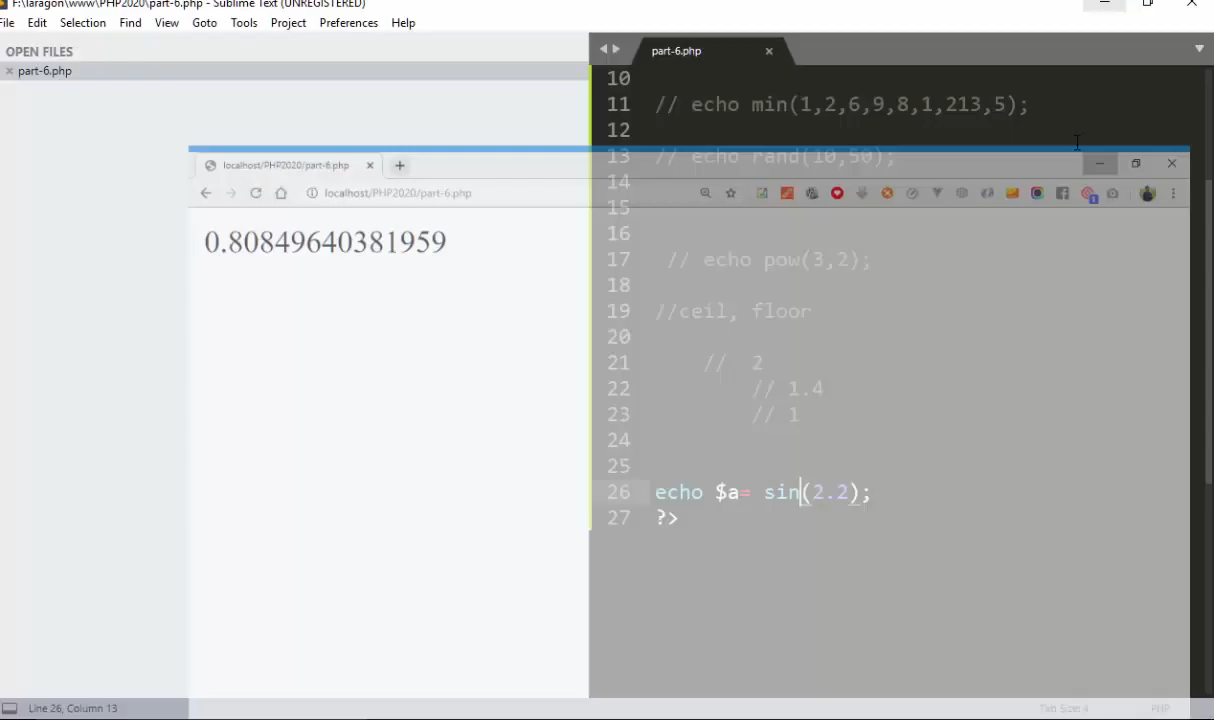 F:\laragon\www\PHP2020\part-6.php - Sublime Text (UNREGISTERED)
File Edit Selection Find View Goto Tools Project Preferences Help
OPEN FILES
part-6.php
part-6.php
10
11 // echo min(1,2,6,9,8,1,213,5);
12
13 // echo rand(10,50);
14
15
16
17 // echo pow(3,2);
18
19 //ceil, floor
20
21 // 2
22 // 1.4
23 // 1
24
25
26 echo $a= sin(2.2);
27 ?>
localhost/PHP2020/part-6.php
localhost/PHP2020/part-6.php
0.80849640381959
Line 26, Column 13
Tab Size: 4
PHP